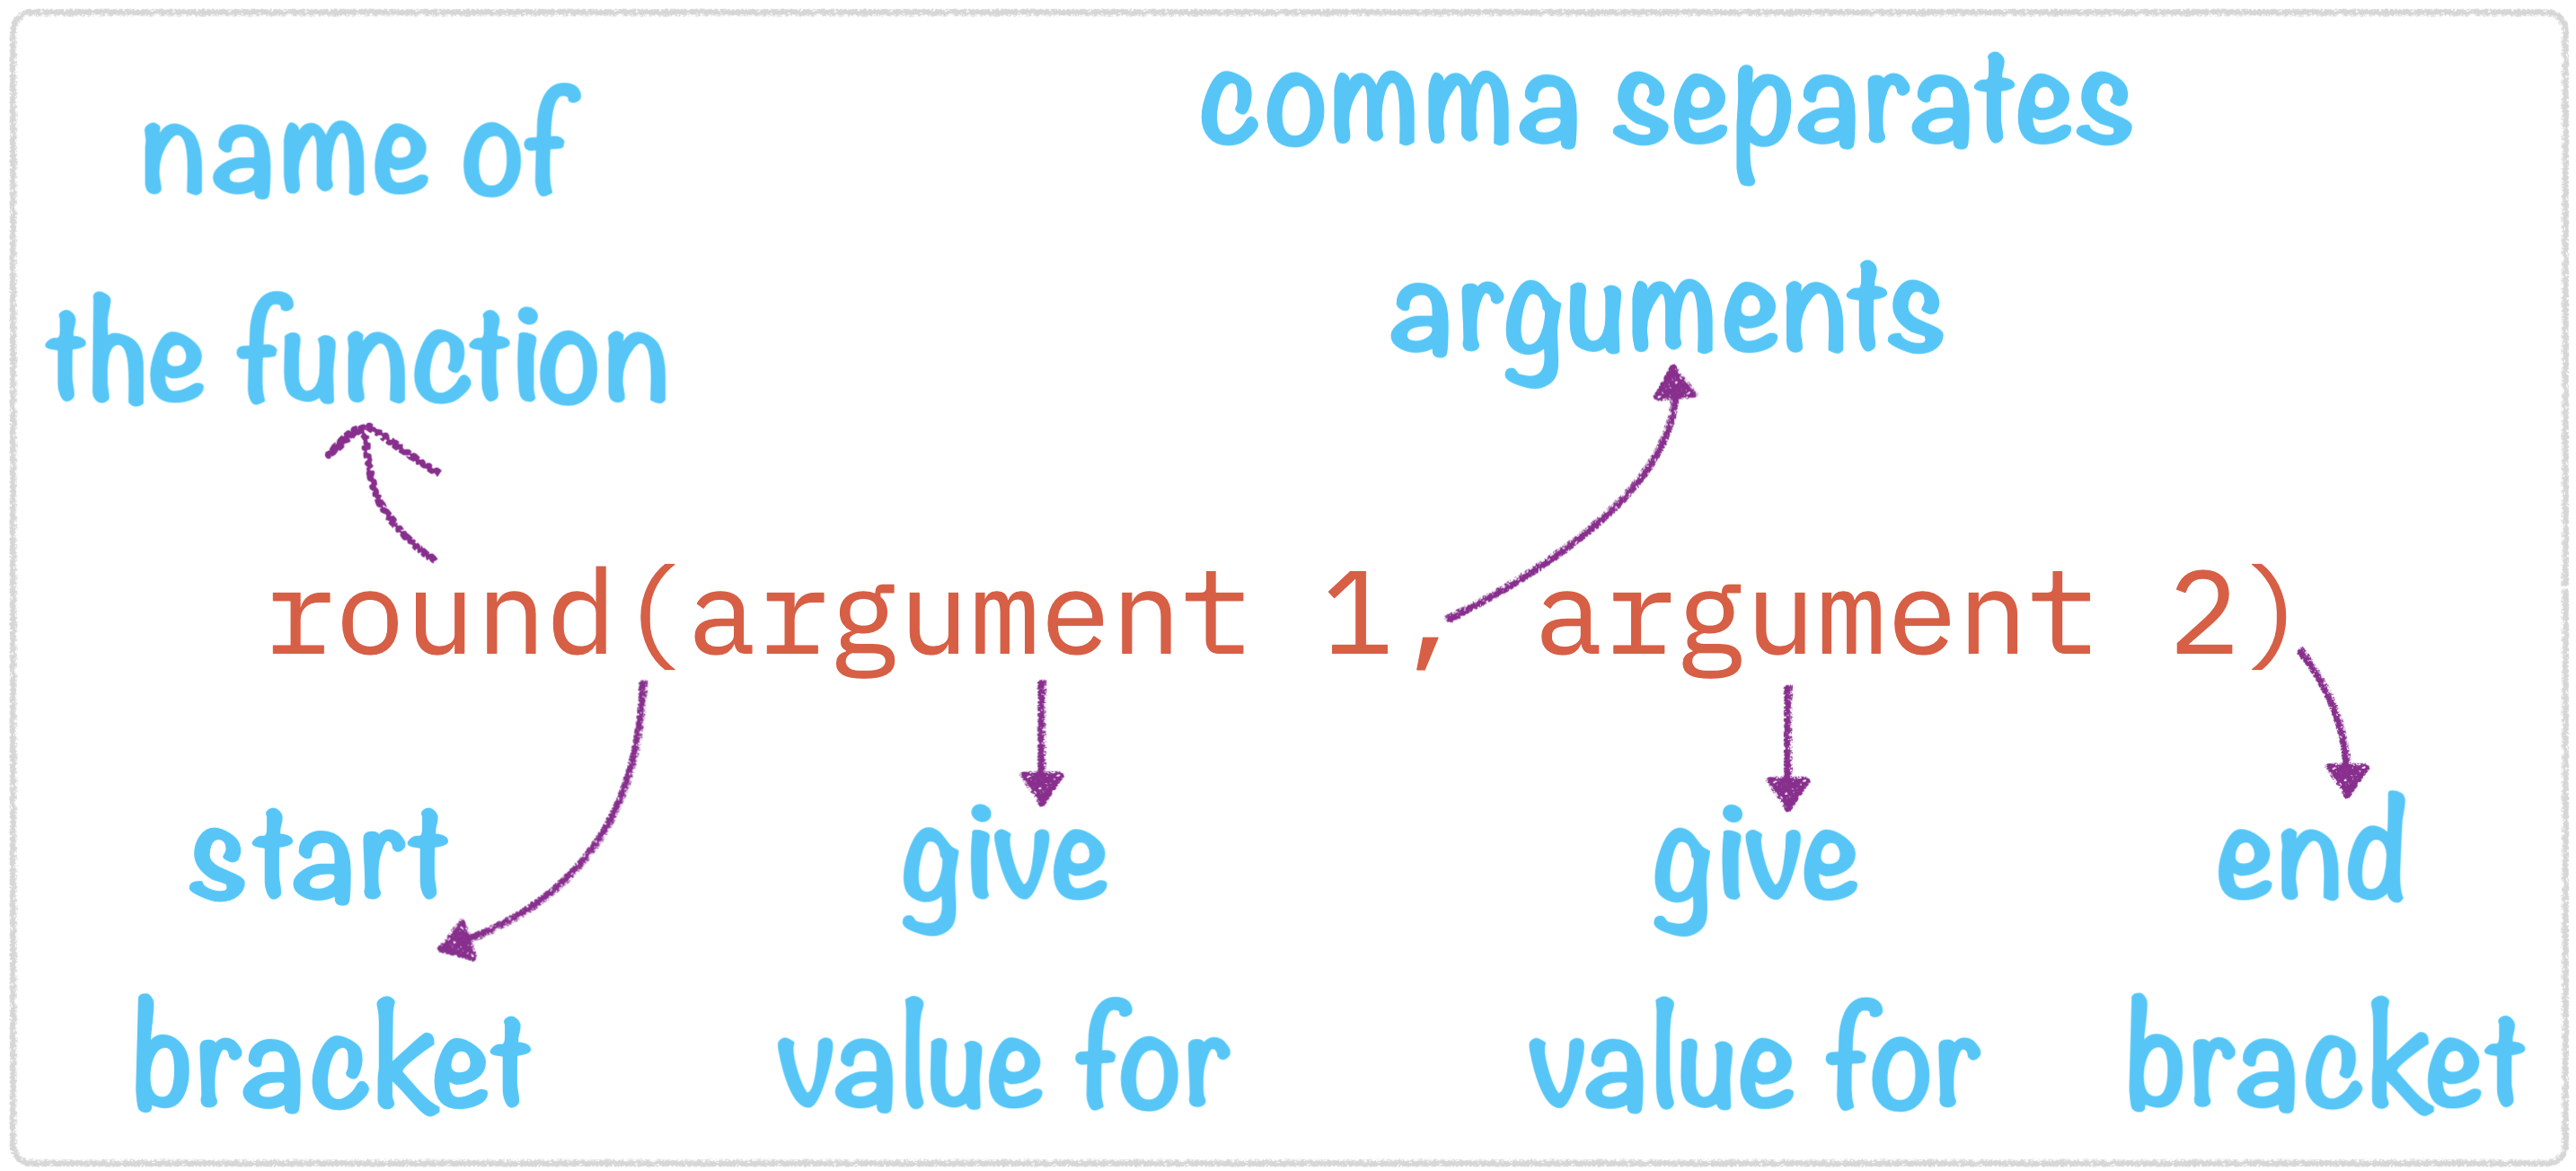 name of
the function
comma separates
arguments
round(argument 1, argument 2)
start
bracket
give
value for
give
value for
end
bracket